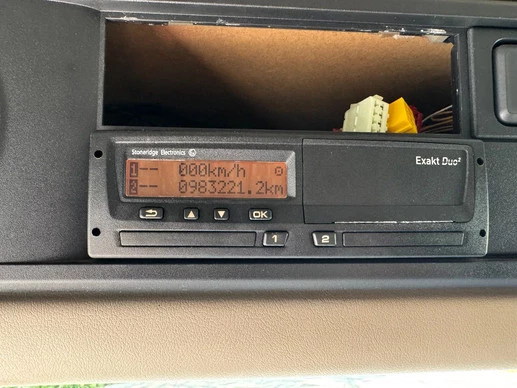 Stoneridge Electronics
Exakt Duo²
1 -- 000km/h
2 -- 0983221.2km
OK
1 2